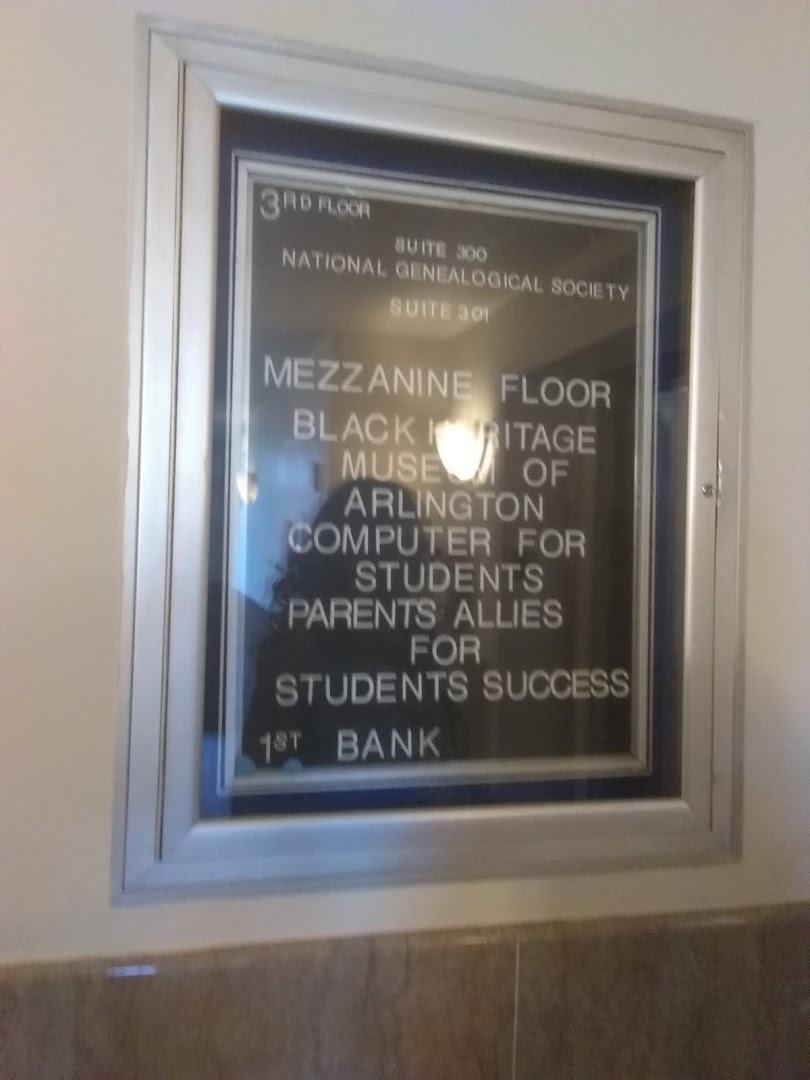 3RD FLOOR
SUITE 300
NATIONAL GENEALOGICAL SOCIETY
SUITE 301
MEZZANINE FLOOR
BLACK HERITAGE
MUSEUM OF
ARLINGTON
COMPUTER FOR
STUDENTS
PARENTS ALLIES
FOR
STUDENTS SUCCESS
1ST BANK